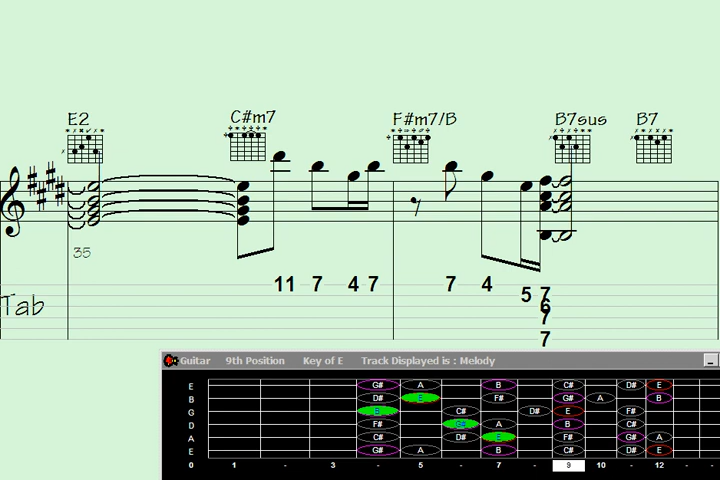 E2 C#m7 F#m7/B B7sus B7
35
11 7 4 7 7 4 5 7
6
7
7
Tab
Guitar 9th Position Key of E Track Displayed is : Melody
E G# A B C# D# E
B D# E F# G# A B
G B C# D# E F#
D F# G# A B C#
A C# D# E F# G# A
E G# A B C# D# E
0 1 - 3 - 5 - 7 - 9 10 - 12 - -